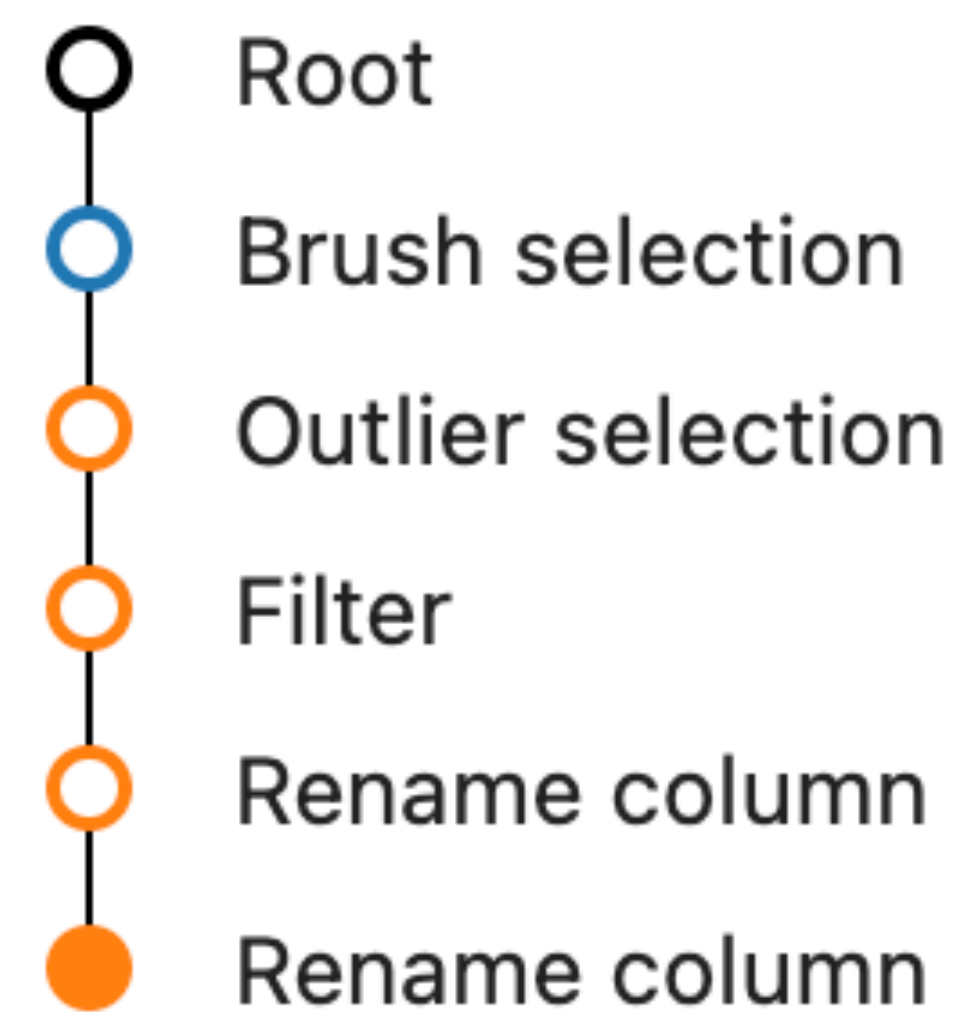 Root
Brush selection
Outlier selection
Filter
Rename column
Rename column